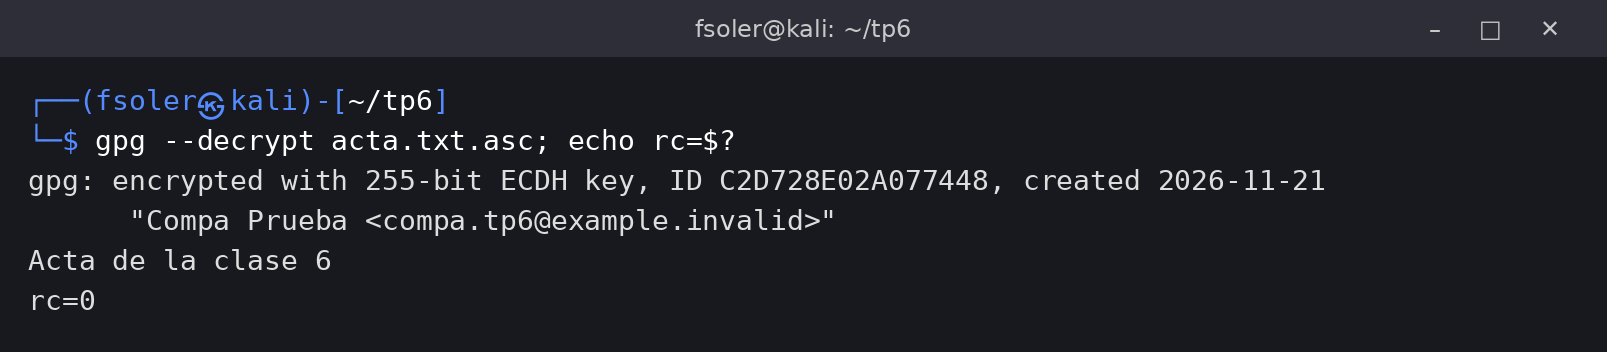 fsoler@kali: ~/tp6
┌──(fsoler㉿kali)-[~/tp6]
└─$ gpg --decrypt acta.txt.asc; echo rc=$?
gpg: encrypted with 255-bit ECDH key, ID C2D728E02A077448, created 2026-11-21
      "Compa Prueba <compa.tp6@example.invalid>"
Acta de la clase 6
rc=0